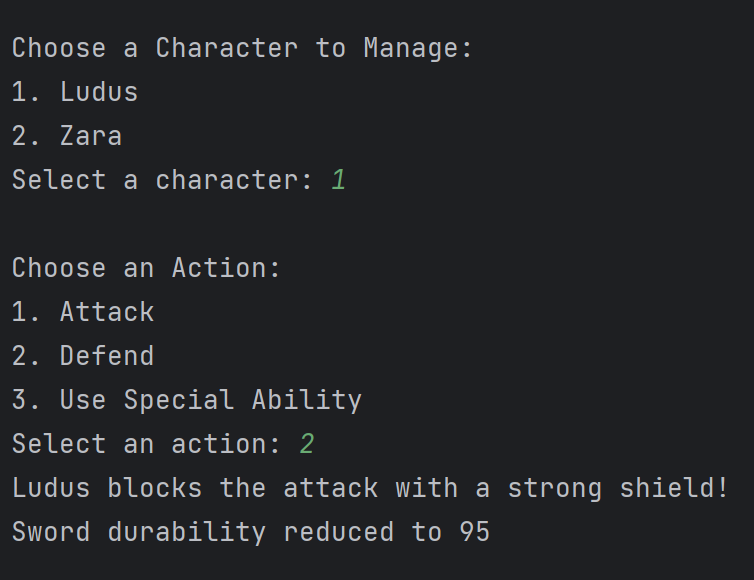 Choose a Character to Manage:
1. Ludus
2. Zara
Select a character: 1
Choose an Action:
1. Attack
2. Defend
3. Use Special Ability
Select an action: 2
Ludus blocks the attack with a strong shield!
Sword durability reduced to 95